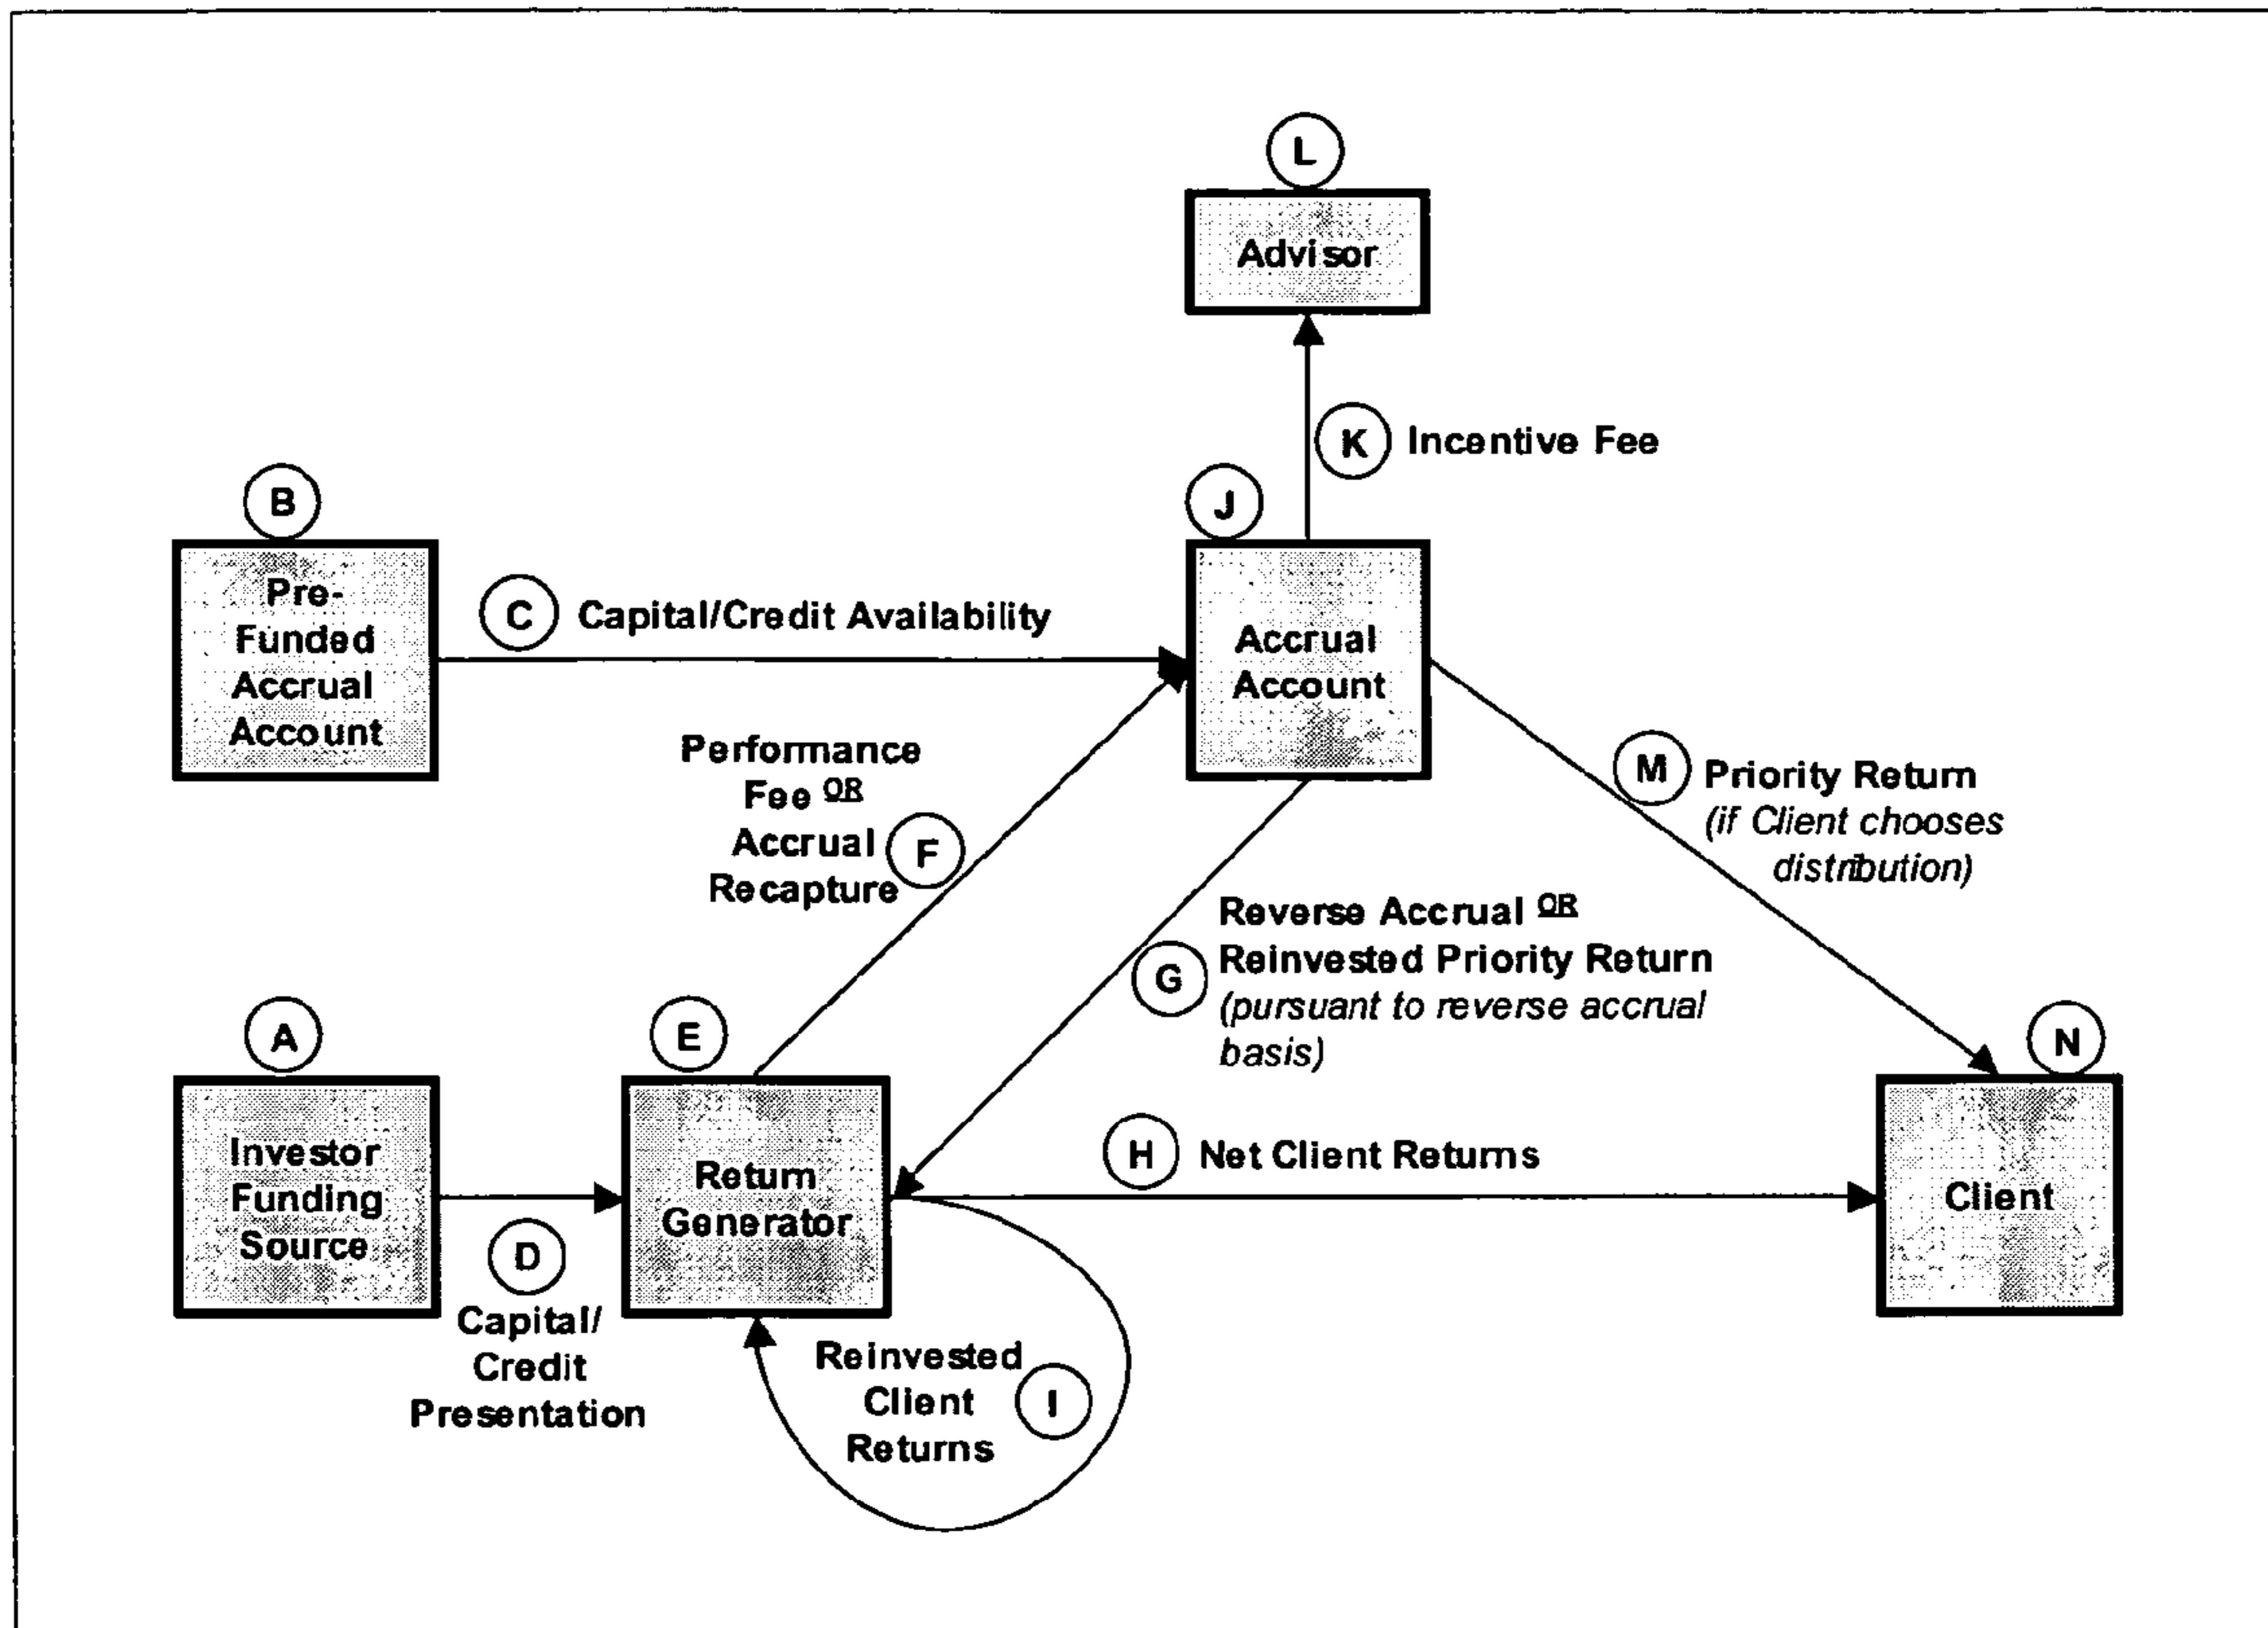 L
Advisor
K Incentive Fee
B
J
Pre-
Funded
Accrual
Account
C Capital/Credit Availability
Accrual
Account
Performance
Fee OR
Accrual
Recapture
F
M Priority Return
(if Client chooses
distribution)
Reverse Accrual OR
Reinvested Priority Return
(pursuant to reverse accrual
basis)
G
A
E
N
Investor
Funding
Source
Return
Generator
H Net Client Returns
Client
D
Capital/
Credit
Presentation
Reinvested
Client
Returns
I